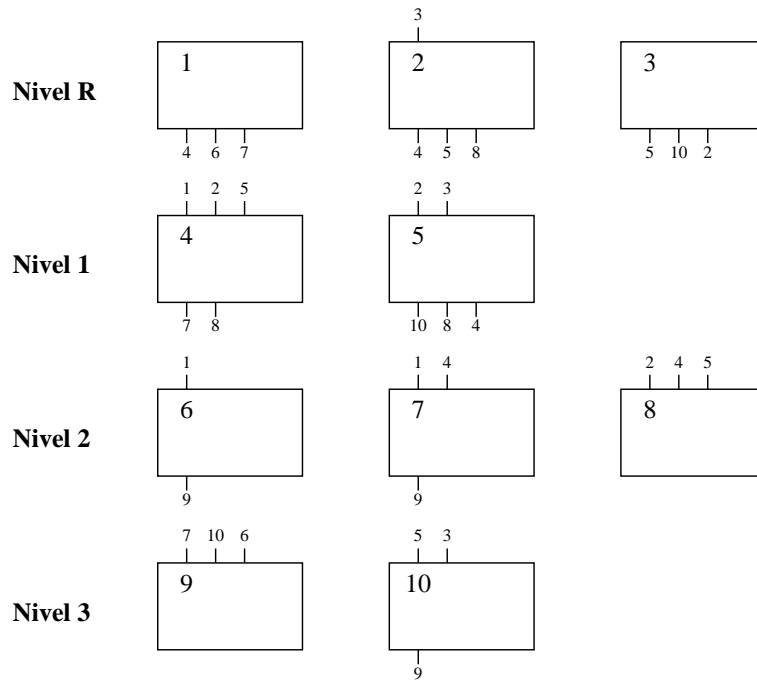 3
1 2 3
Nivel R
4 6 7 4 5 8 5 10 2
1 2 5 2 3
4 5
Nivel 1
7 8 10 8 4
1 1 4 2 4 5
6 7 8
Nivel 2
9 9
7 10 6 5 3
9 10
Nivel 3
9